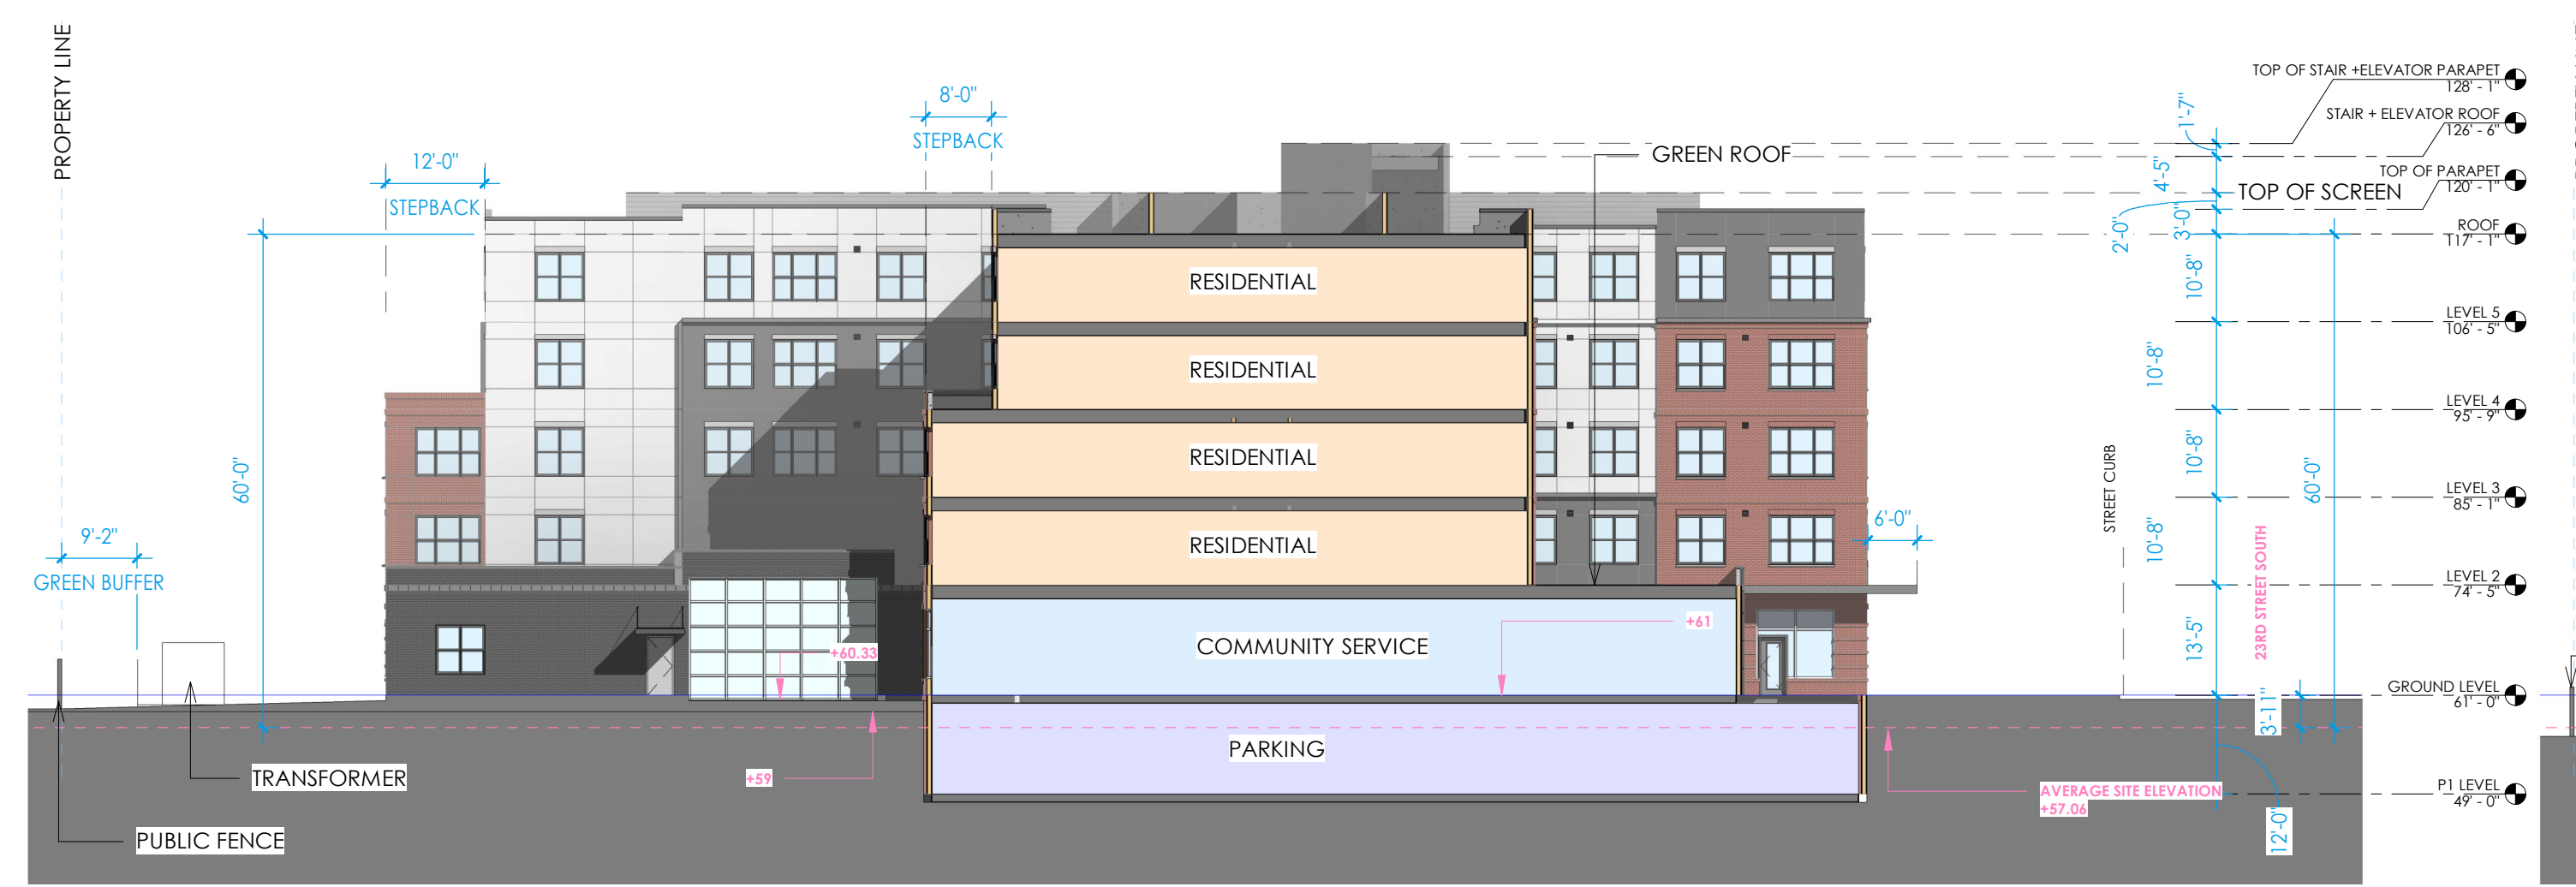 PROPERTY LINE
TOP OF STAIR +ELEVATOR PARAPET
128' - 1"
1'-7"
8'-0"
STEPBACK
STAIR + ELEVATOR ROOF
126' - 6"
GREEN ROOF
12'-0"
STEPBACK
4'-5"
TOP OF PARAPET
120' - 1"
TOP OF SCREEN
2'-0"
3'-0"
ROOF
117' - 1"
RESIDENTIAL
10'-8"
LEVEL 5
106' - 5"
RESIDENTIAL
10'-8"
LEVEL 4
95' - 9"
RESIDENTIAL
10'-8"
60'-0"
60'-0"
STREET CURB
LEVEL 3
85' - 1"
9'-2"
GREEN BUFFER
RESIDENTIAL
6'-0"
10'-8"
23RD STREET SOUTH
LEVEL 2
74' - 5"
+61
COMMUNITY SERVICE
+60.33
13'-5"
GROUND LEVEL
61' - 0"
3'-11"
PARKING
TRANSFORMER
+59
AVERAGE SITE ELEVATION
+57.06
P1 LEVEL
49' - 0"
12'-0"
PUBLIC FENCE